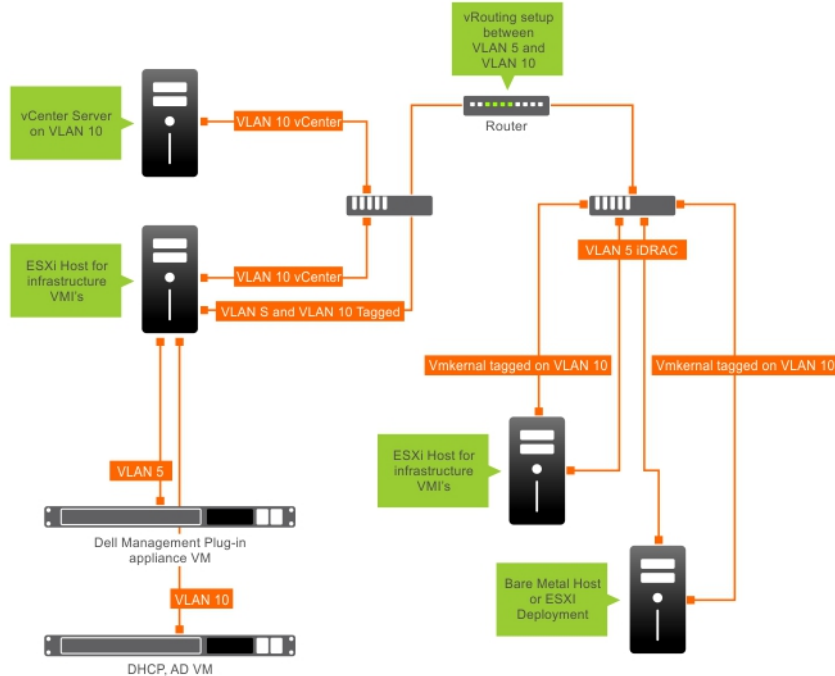 vRouting setup
between
VLAN 5 and
VLAN 10
vCenter Server
on VLAN 10
VLAN 10 vCenter
Router
ESXi Host for
infrastructure
VMI's
VLAN 10 vCenter
VLAN S and VLAN 10 Tagged
VLAN 5 iDRAC
Vmkernal tagged on VLAN 10
Vmkernal tagged on VLAN 10
ESXi Host for
infrastructure
VMI's
VLAN 5
Dell Management Plug-in
appliance VM
Bare Metal Host
or ESXI
Deployment
VLAN 10
DHCP, AD VM